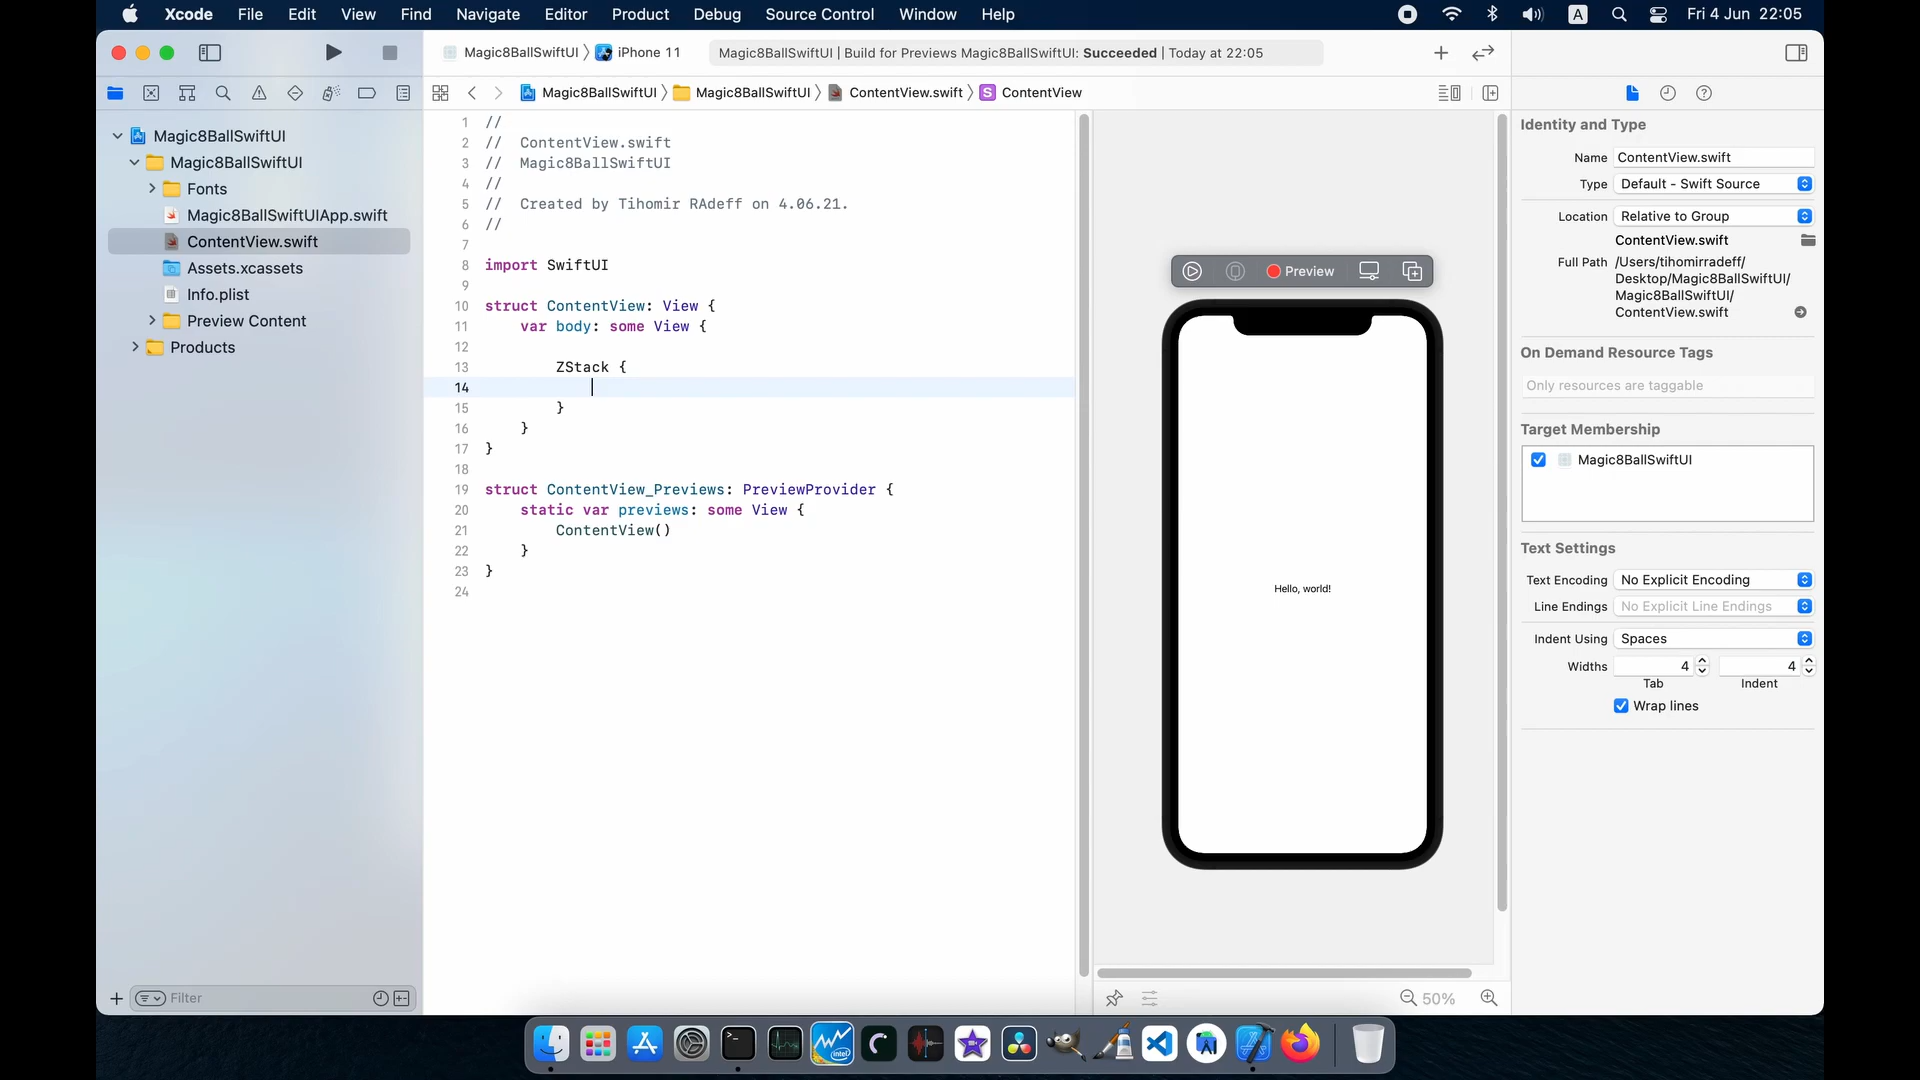 Xcode File Edit View Find Navigate Editor Product Debug Source Control Window Help A Fri 4 Jun 22:05
Magic8BallSwiftUI iPhone 11 Magic8BallSwiftUI | Build for Previews Magic8BallSwiftUI: Succeeded | Today at 22:05
Magic8BallSwiftUI Magic8BallSwiftUI ContentView.swift S ContentView
Magic8BallSwiftUI
Magic8BallSwiftUI
Fonts
Magic8BallSwiftUIApp.swift
ContentView.swift
Assets.xcassets
Info.plist
Preview Content
Products
Filter
1 //
2 // ContentView.swift
3 // Magic8BallSwiftUI
4 //
5 // Created by Tihomir RAdeff on 4.06.21.
6 //
7
8 import SwiftUI
9
10 struct ContentView: View {
11 var body: some View {
12
13 ZStack {
14
15 }
16 }
17 }
18
19 struct ContentView_Previews: PreviewProvider {
20 static var previews: some View {
21 ContentView()
22 }
23 }
24
Preview
Hello, world!
50%
Identity and Type
Name ContentView.swift
Type Default - Swift Source
Location Relative to Group
ContentView.swift
Full Path /Users/tihomirradeff/
Desktop/Magic8BallSwiftUI/
Magic8BallSwiftUI/
ContentView.swift
On Demand Resource Tags
Only resources are taggable
Target Membership
Magic8BallSwiftUI
Text Settings
Text Encoding No Explicit Encoding
Line Endings No Explicit Line Endings
Indent Using Spaces
Widths 4 4
Tab Indent
Wrap lines
intel